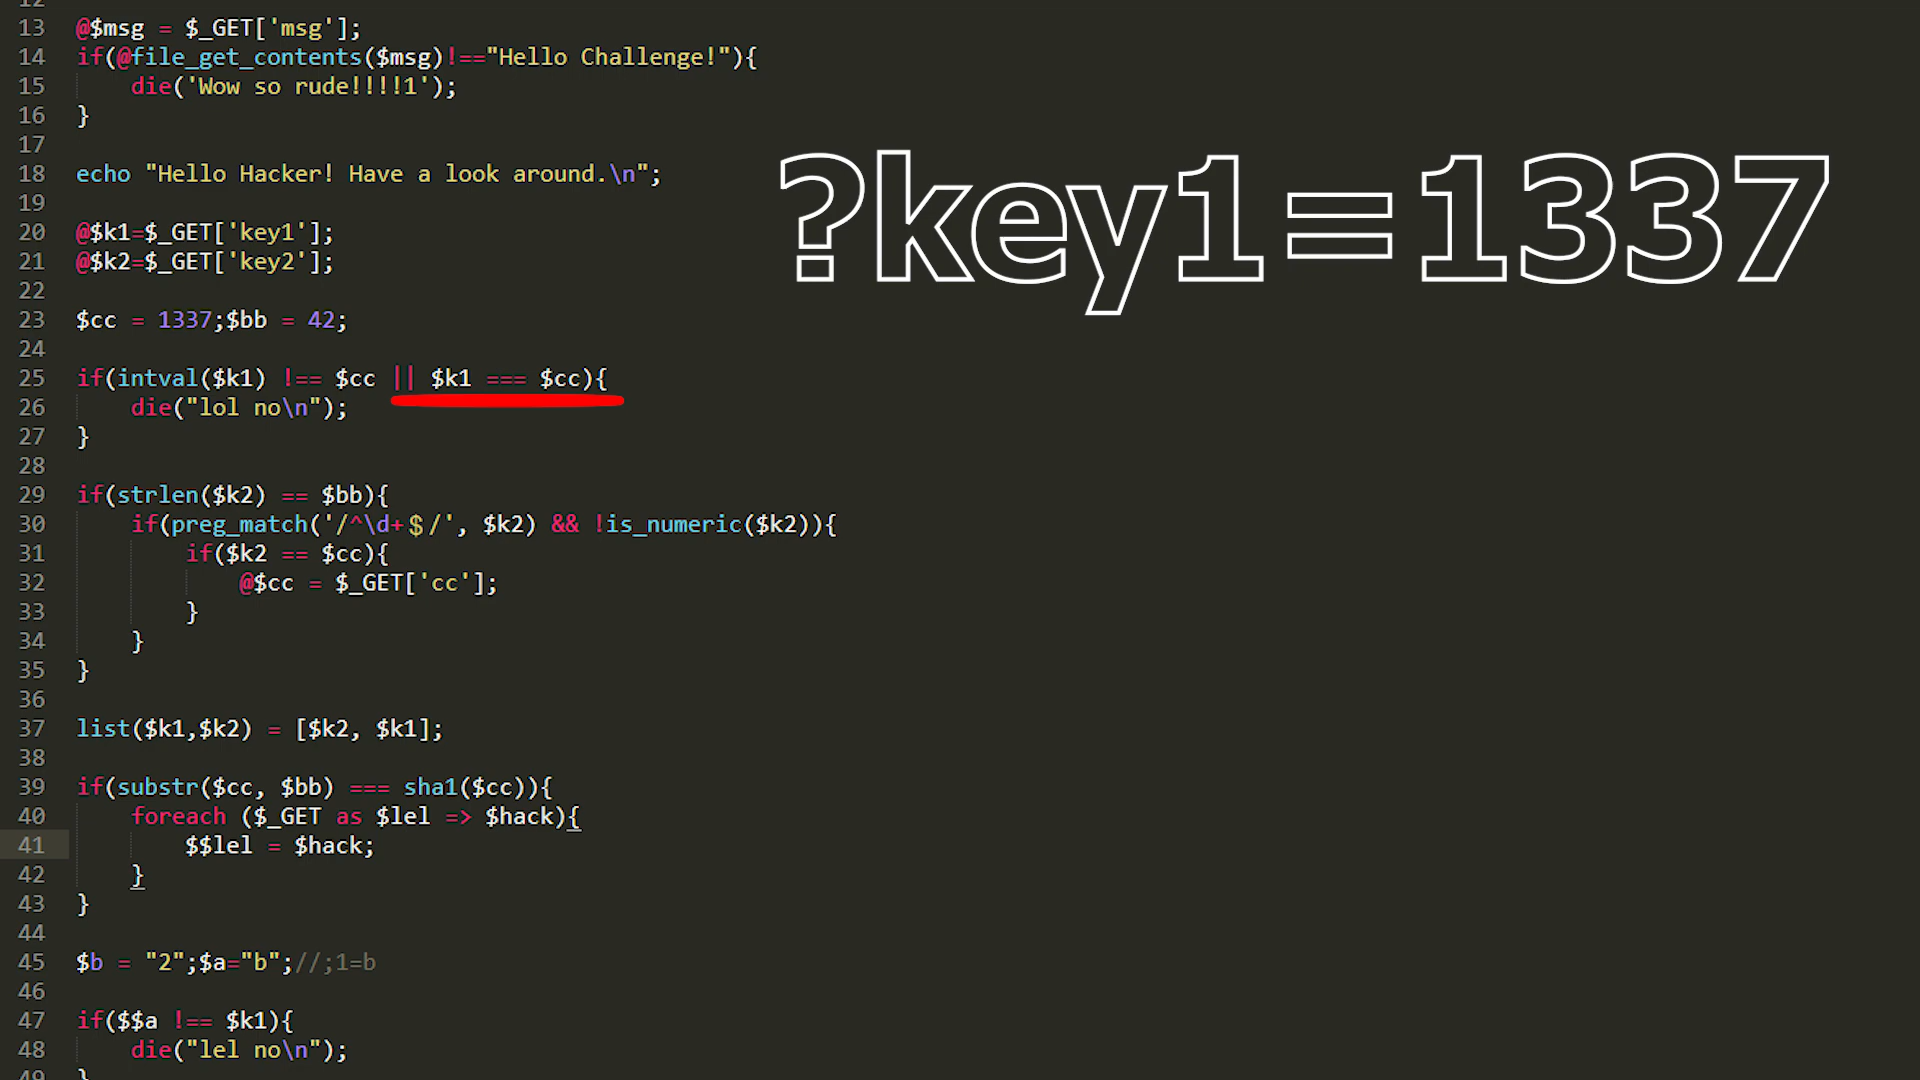 12
13 @$msg = $_GET['msg'];
14 if(@file_get_contents($msg)!=="Hello Challenge!"){
15     die('Wow so rude!!!!1');
16 }
17
18 echo "Hello Hacker! Have a look around.\n";
19
20 @$k1=$_GET['key1'];
21 @$k2=$_GET['key2'];
22
23 $cc = 1337;$bb = 42;
24
25 if(intval($k1) !== $cc || $k1 === $cc){
26     die("lol no\n");
27 }
28
29 if(strlen($k2) == $bb){
30     if(preg_match('/^\d+$/', $k2) && !is_numeric($k2)){
31         if($k2 == $cc){
32             @$cc = $_GET['cc'];
33         }
34     }
35 }
36
37 list($k1,$k2) = [$k2, $k1];
38
39 if(substr($cc, $bb) === sha1($cc)){
40     foreach ($_GET as $lel => $hack){
41         $$lel = $hack;
42     }
43 }
44
45 $b = "2";$a="b";//;1=b
46
47 if($$a !== $k1){
48     die("lel no\n");
49 }
?key1=1337